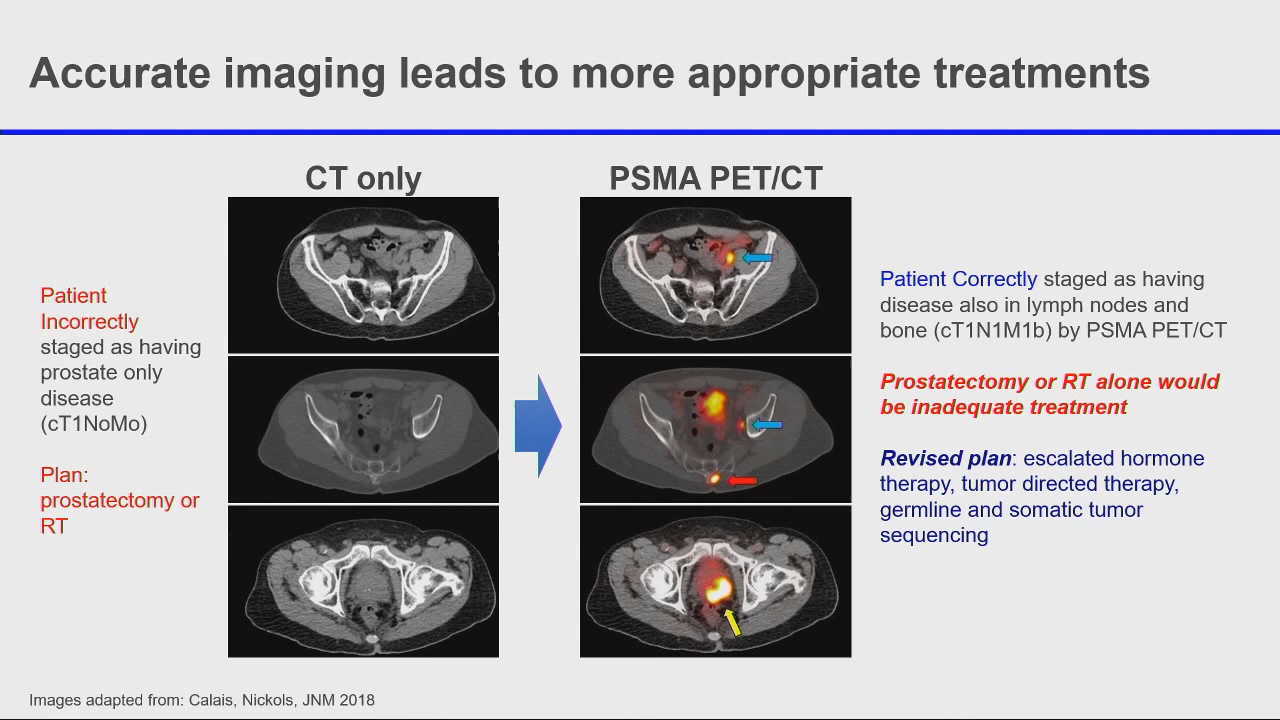 Accurate imaging leads to more appropriate treatments
CT only
PSMA PET/CT
Patient
Incorrectly
staged as having
prostate only
disease
(cT1NoMo)
Plan:
prostatectomy or
RT
Patient Correctly staged as having
disease also in lymph nodes and
bone (cT1N1M1b) by PSMA PET/CT
Prostatectomy or RT alone would
be inadequate treatment
Revised plan: escalated hormone
therapy, tumor directed therapy,
germline and somatic tumor
sequencing
Images adapted from: Calais, Nickols, JNM 2018